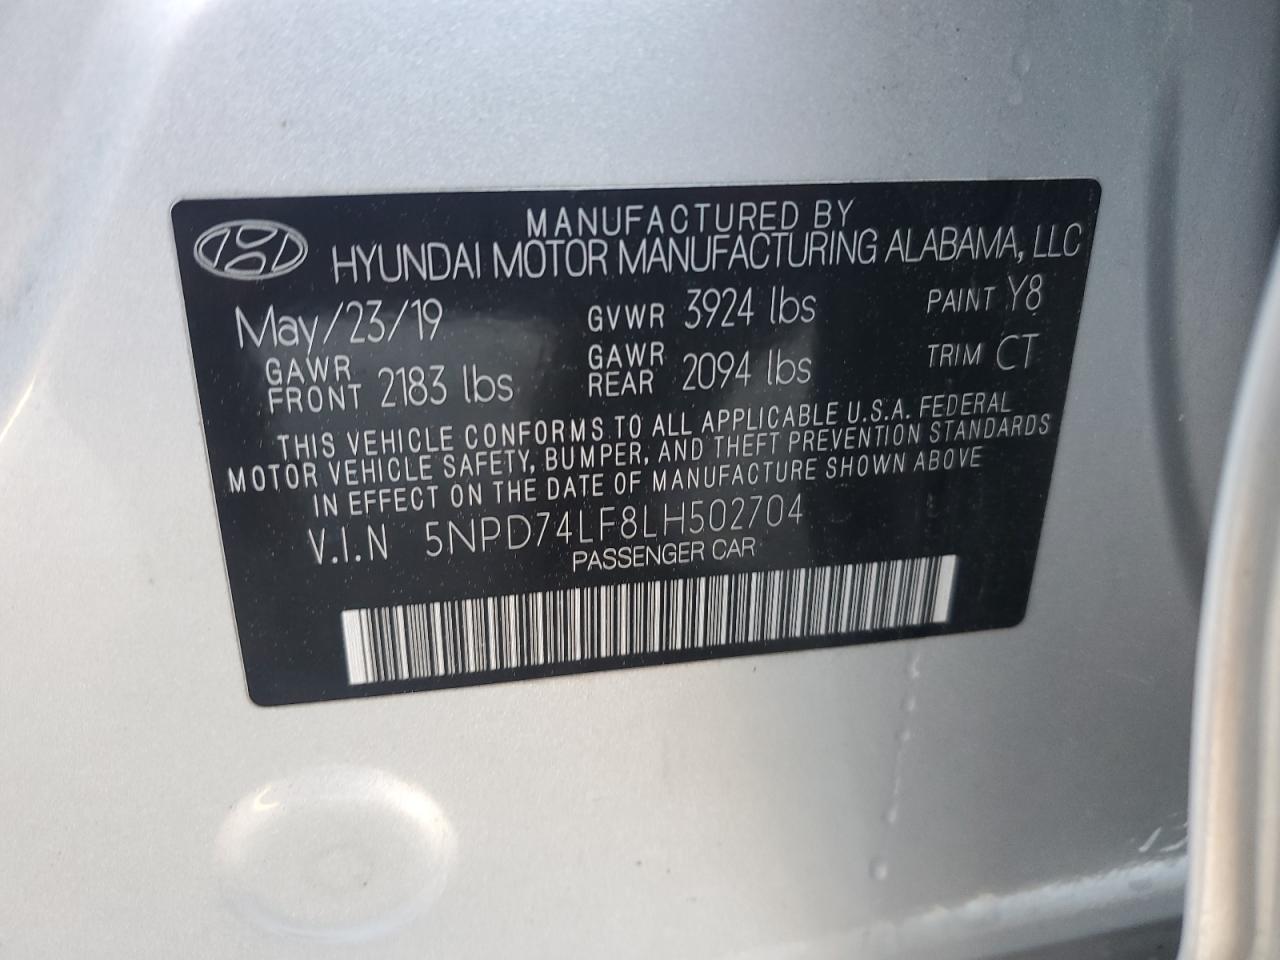 MANUFACTURED BY
HYUNDAI MOTOR MANUFACTURING ALABAMA, LLC
May/23/19 GVWR 3924 lbs PAINT Y8
GAWR FRONT 2183 lbs GAWR REAR 2094 lbs TRIM CT
THIS VEHICLE CONFORMS TO ALL APPLICABLE U.S.A. FEDERAL
MOTOR VEHICLE SAFETY, BUMPER, AND THEFT PREVENTION STANDARDS
IN EFFECT ON THE DATE OF MANUFACTURE SHOWN ABOVE
V.I.N 5NPD74LF8LH502704
PASSENGER CAR